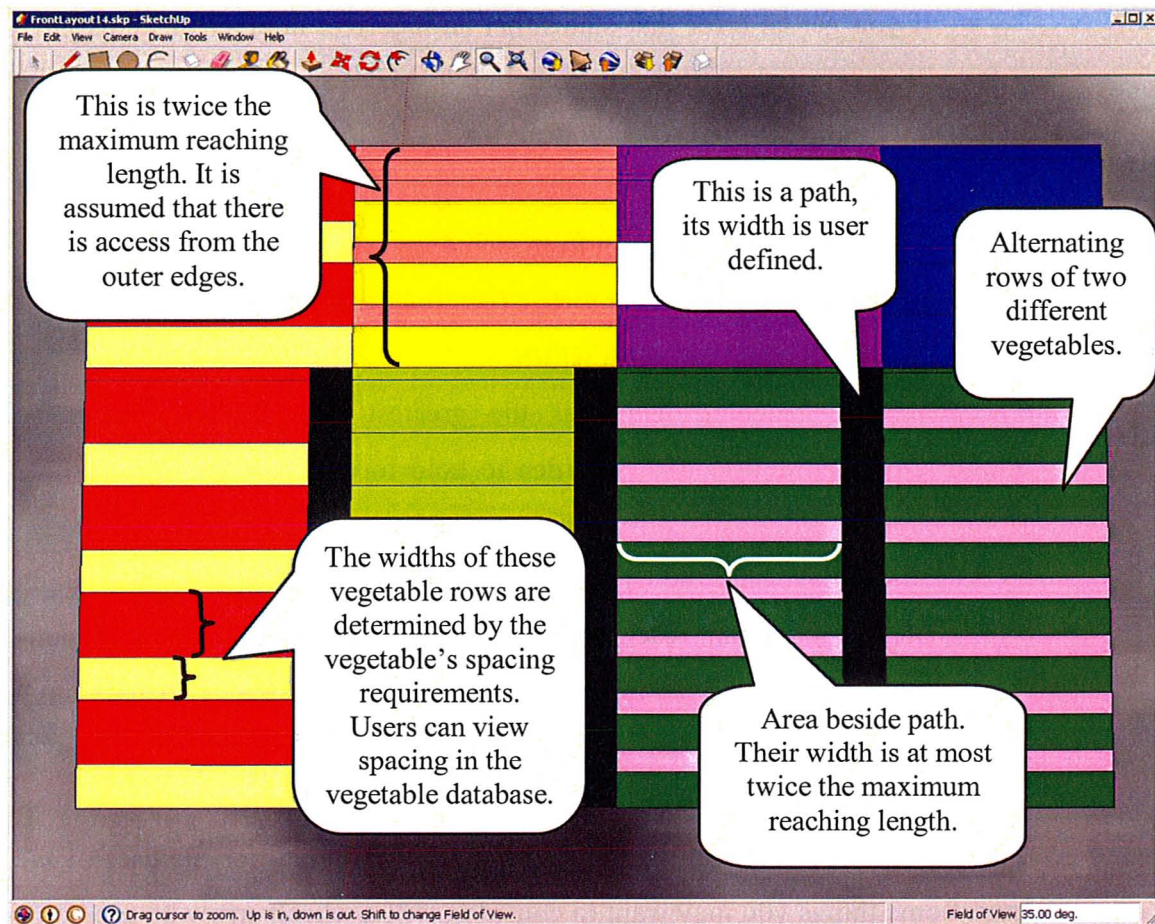 FrontLayout14.skp - SketchUp
File Edit View Camera Draw Tools Window Help
This is twice the
maximum reaching
length. It is
assumed that there
is access from the
outer edges.
This is a path,
its width is user
defined.
Alternating
rows of two
different
vegetables.
The widths of these
vegetable rows are
determined by the
vegetable's spacing
requirements.
Users can view
spacing in the
vegetable database.
Area beside path.
Their width is at most
twice the maximum
reaching length.
Drag cursor to zoom. Up is in, down is out. Shift to change Field of View.
Field of View 35.00 deg.